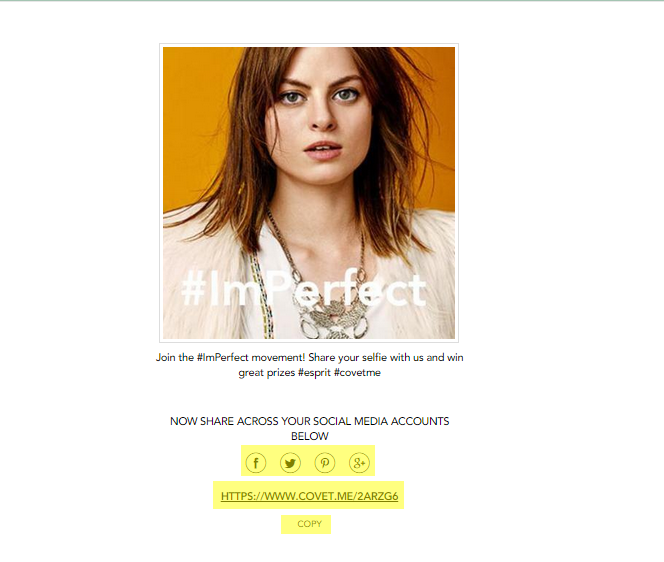 #ImPerfect
Join the #ImPerfect movement! Share your selfie with us and win
great prizes #esprit #covetme
NOW SHARE ACROSS YOUR SOCIAL MEDIA ACCOUNTS
BELOW
HTTPS://WWW.COVET.ME/2ARZG6
COPY